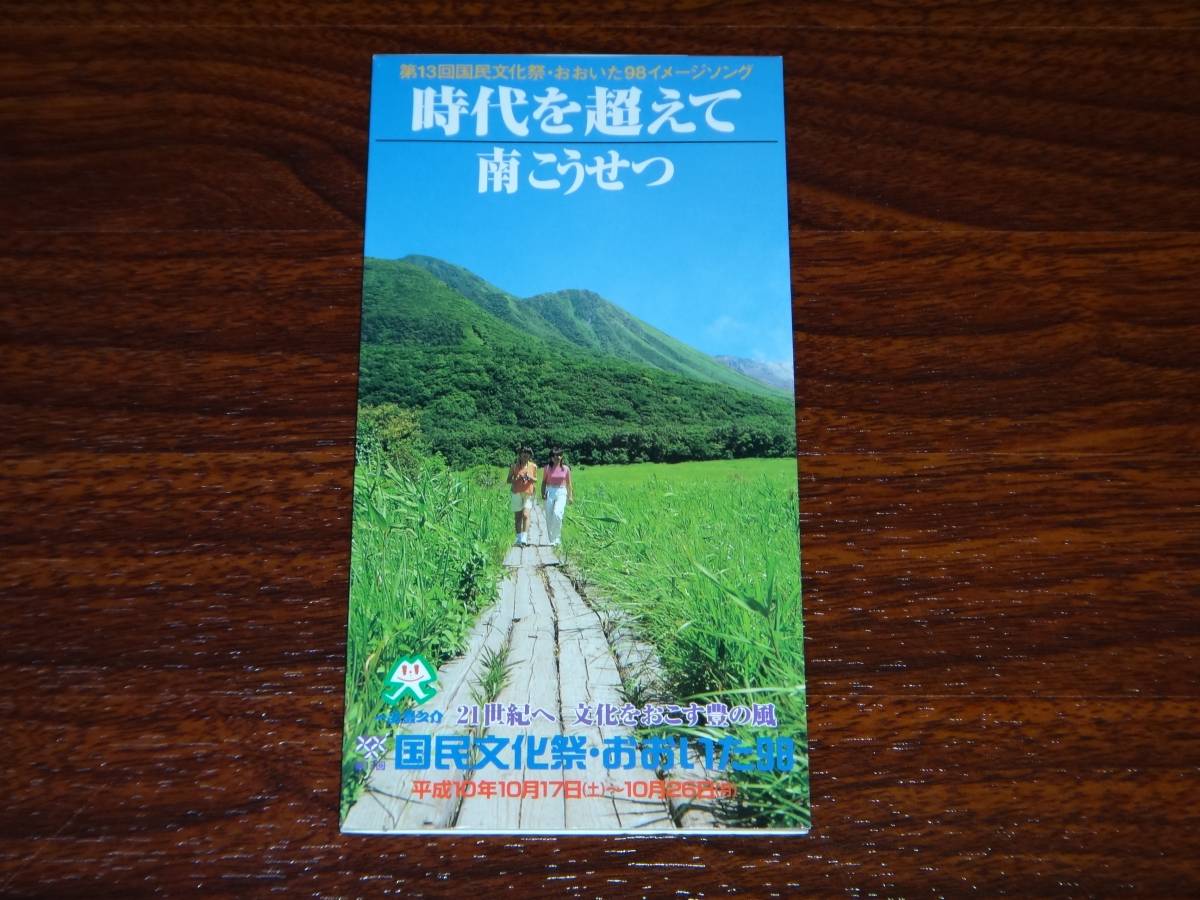 第13回国民文化祭・おおいた98イメージソング
時代を超えて
南こうせつ
21世紀へ 文化をおこす豊の風
国民文化祭・おおいた98
平成10年10月17日(土)〜10月26日(月)